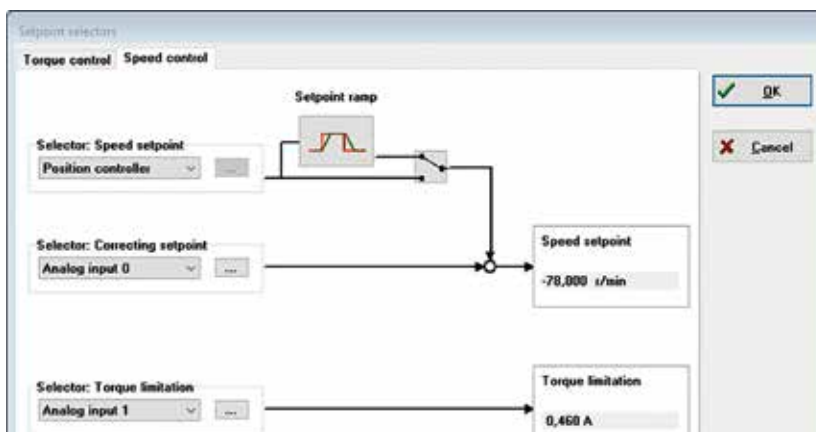 Setpoint selectors
Torque control Speed control
Setpoint ramp
OK
Selector: Speed setpoint
Position controller ...
Cancel
Selector: Correcting setpoint
Analog input 0 ...
Speed setpoint
-78,000 r/min
Selector: Torque limitation
Analog input 1 ...
Torque limitation
0,460 A